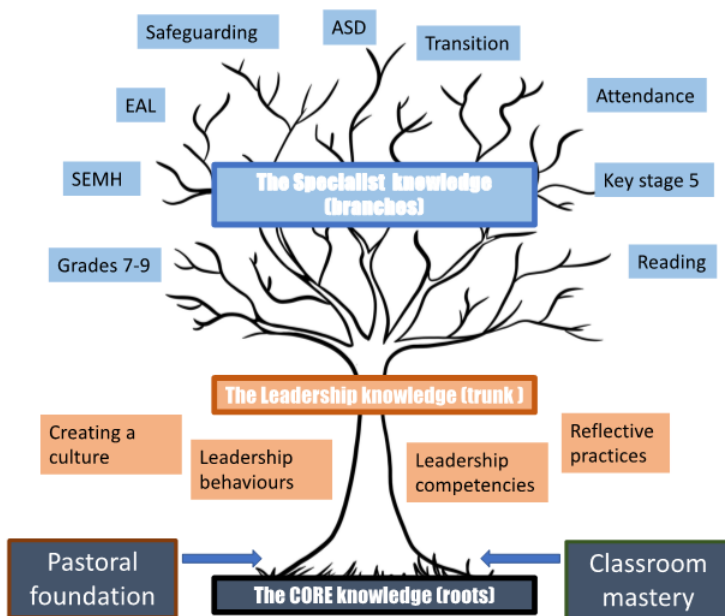 Safeguarding
ASD
Transition
EAL
Attendance
SEMH
The Specialist knowledge
(branches)
Key stage 5
Grades 7-9
Reading
The Leadership knowledge (trunk )
Creating a
culture
Leadership
behaviours
Leadership
competencies
Reflective
practices
Pastoral
foundation
The CORE knowledge (roots)
Classroom
mastery